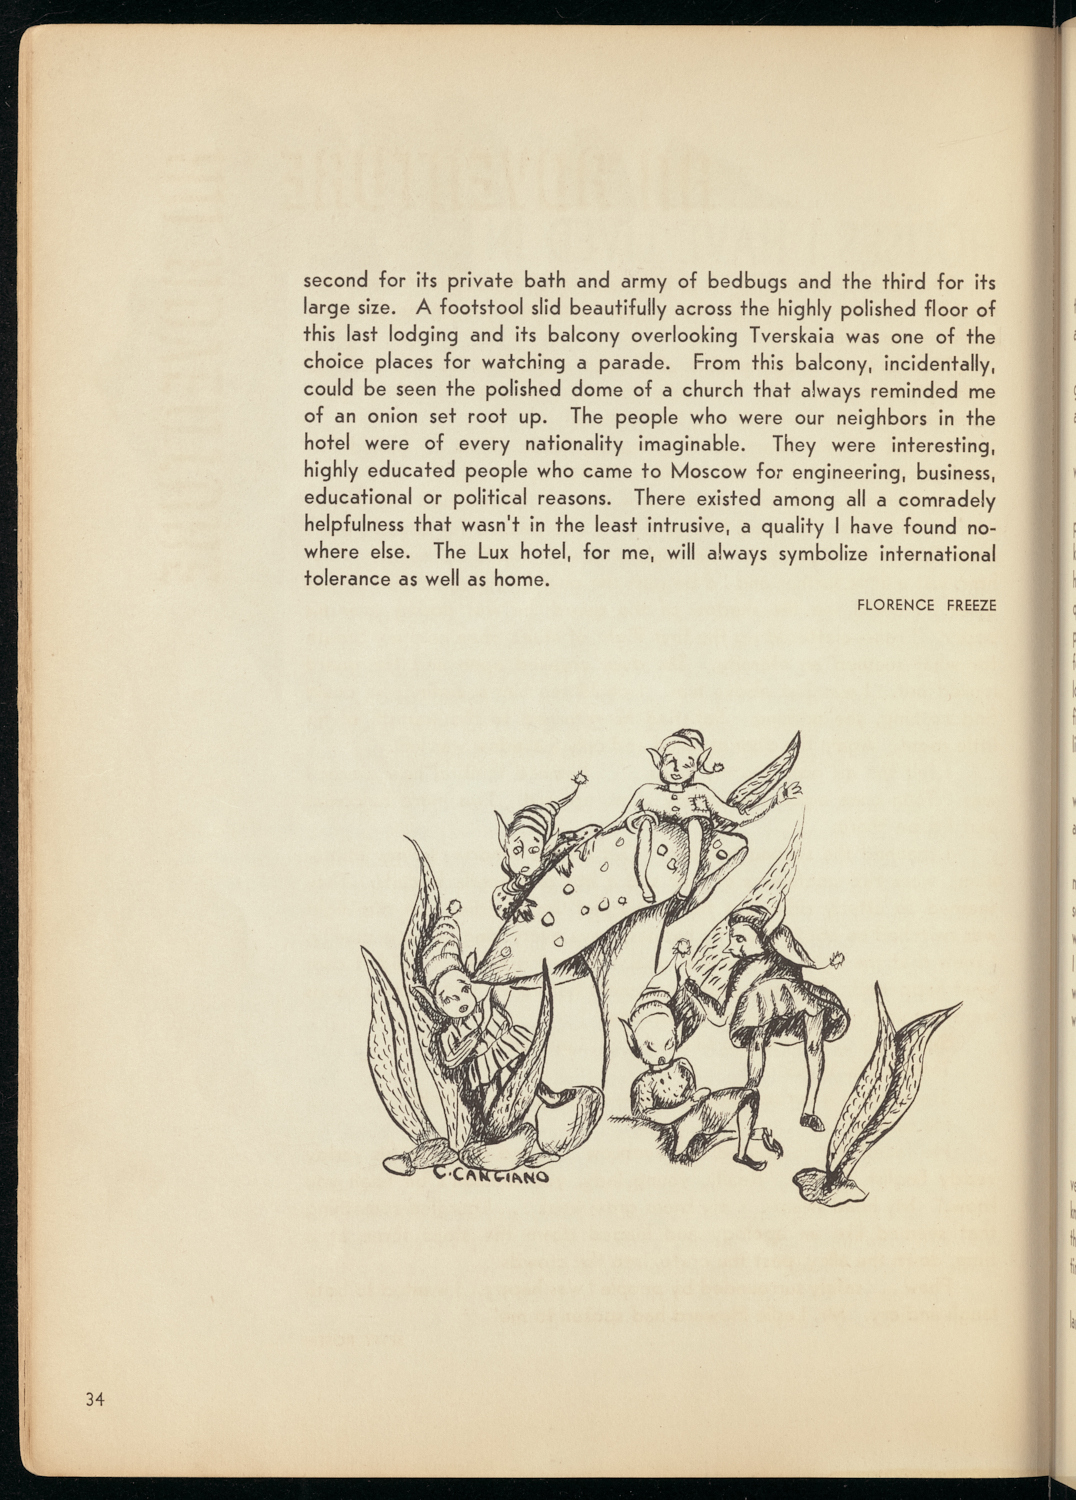 second for its private bath and army of bedbugs and the third for its
large size. A footstool slid beautifully across the highly polished floor of
this last lodging and its balcony overlooking Tverskaia was one of the
choice places for watching a parade. From this balcony, incidentally,
could be seen the polished dome of a church that always reminded me
of an onion set root up. The people who were our neighbors in the
hotel were of every nationality imaginable. They were interesting,
highly educated people who came to Moscow for engineering, business,
educational or political reasons. There existed among all a comradely
helpfulness that wasn't in the least intrusive, a quality I have found no-
where else. The Lux hotel, for me, will always symbolize international
tolerance as well as home.
FLORENCE FREEZE
C.CANGIANO
34